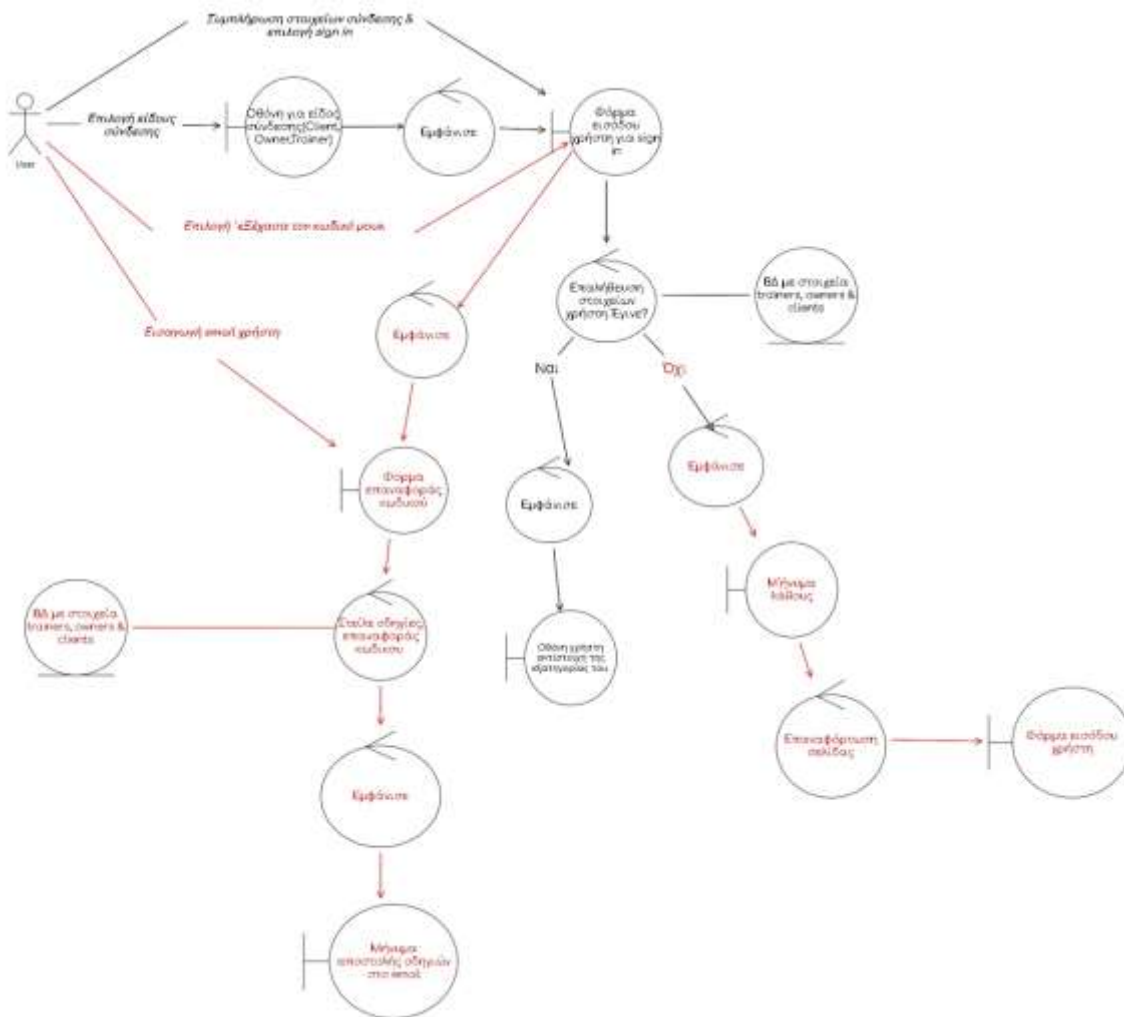 Συμπλήρωση στοιχείων σύνδεσης &
επιλογή sign in
Επιλογή είδους
σύνδεσης
User
Οθόνη για είδος
σύνδεσης(Client,
Owner,Trainer)
Εμφάνισε
Φόρμα
εισόδου
χρήστη για sign
in
Επιλογή ‘«Ξέχασα τον κωδικό μου»
Εισαγωγή email χρήστη
Εμφάνισε
Επαλήθευση
στοιχείων
χρήστη Έγινε?
ΒΔ με στοιχεία
trainers, owners &
clients
Ναι
Όχι
Εμφάνισε
Φορμα
επαναφοράς
κωδικού
Εμφάνισε
Μήνυμα
λάθους
ΒΔ με στοιχεία
trainers, owners &
clients
Στείλε οδηγίες
επαναφοράς
κωδικου
Οθόνη χρήστη
αντίστοιχη της
κξατηγορίας του
Επαναφόρτωση
σελίδας
Φόρμα εισόδου
χρήστη
Εμφάνισε
Μήνυμα
αποστολής οδηγιών
στο email